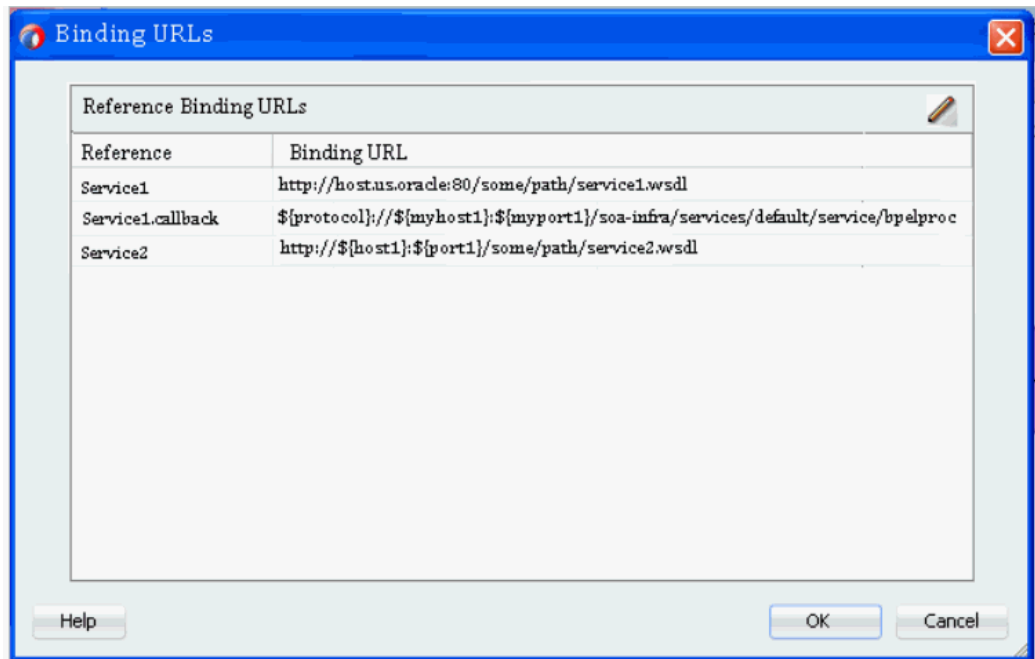 Binding URLs
Reference Binding URLs
Reference Binding URL
Service1 http://host.us.oracle:80/some/path/service1.wsdl
Service1.callback ${protocol}://${myhost1}:${myport1}/soa-infra/services/default/service/bpelproc
Service2 http://${host1}:${port1}/some/path/service2.wsdl
Help OK Cancel